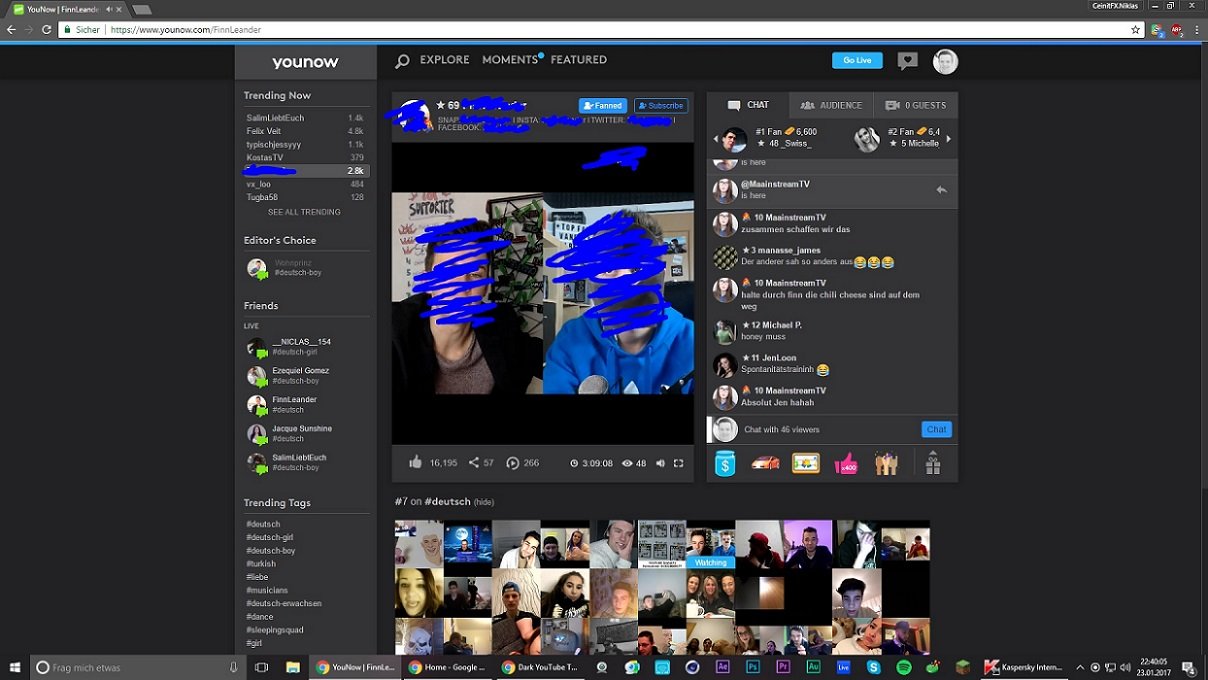 YouNow | FinnLeander
CeinitFX.Niklas
Sicher | https://www.younow.com/FinnLeander
younow
EXPLORE MOMENTS FEATURED
Go Live
Trending Now
SalimLiebtEuch 1.4k
Felix Veit 4.8k
typischjessyyy 1.1k
KostasTV 379
2.8k
vx_loo 484
Tugba58 128
SEE ALL TRENDING
Editor's Choice
Wohnprinz
#deutsch-boy
Friends
LIVE
__NICLAS__154
#deutsch-girl
Ezequiel Gomez
#deutsch-boy
FinnLeander
#deutsch
Jacque Sunshine
#deutsch
SalimLiebtEuch
#deutsch-boy
Trending Tags
#deutsch
#deutsch-girl
#deutsch-boy
#turkish
#liebe
#musicians
#deutsch-erwachsen
#dance
#sleepingsquad
#girl
★ 69
Fanned
Subscribe
SNAP: | INSTA | TWITTER: |
FACEBOOK:
SUPPORTER
16,195 57 266 3:09:08 48
#7 on #deutsch (hide)
Watching
CHAT AUDIENCE 0 GUESTS
#1 Fan 6,600
★ 48 _Swiss_
#2 Fan 6,4
★ 5 Michelle
is here
@MaainstreamTV
is here
10 MaainstreamTV
zusammen schaffen wir das
★ 3 manasse_james
Der anderer sah so anders aus😂😂😂
10 MaainstreamTV
halte durch finn die chili cheese sind auf dem
weg
★ 12 Michael P.
honey muss
★ 11 JenLoon
Spontanitätstraininh 😂
10 MaainstreamTV
Absolut Jen hahah
Chat with 46 viewers
Chat
x400
Frag mich etwas
YouNow | FinnLe...
Home - Google ...
Dark YouTube T...
Ae
Ps
Pr
Au
Live
Kaspersky Intern...
22:40:05
23.01.2017